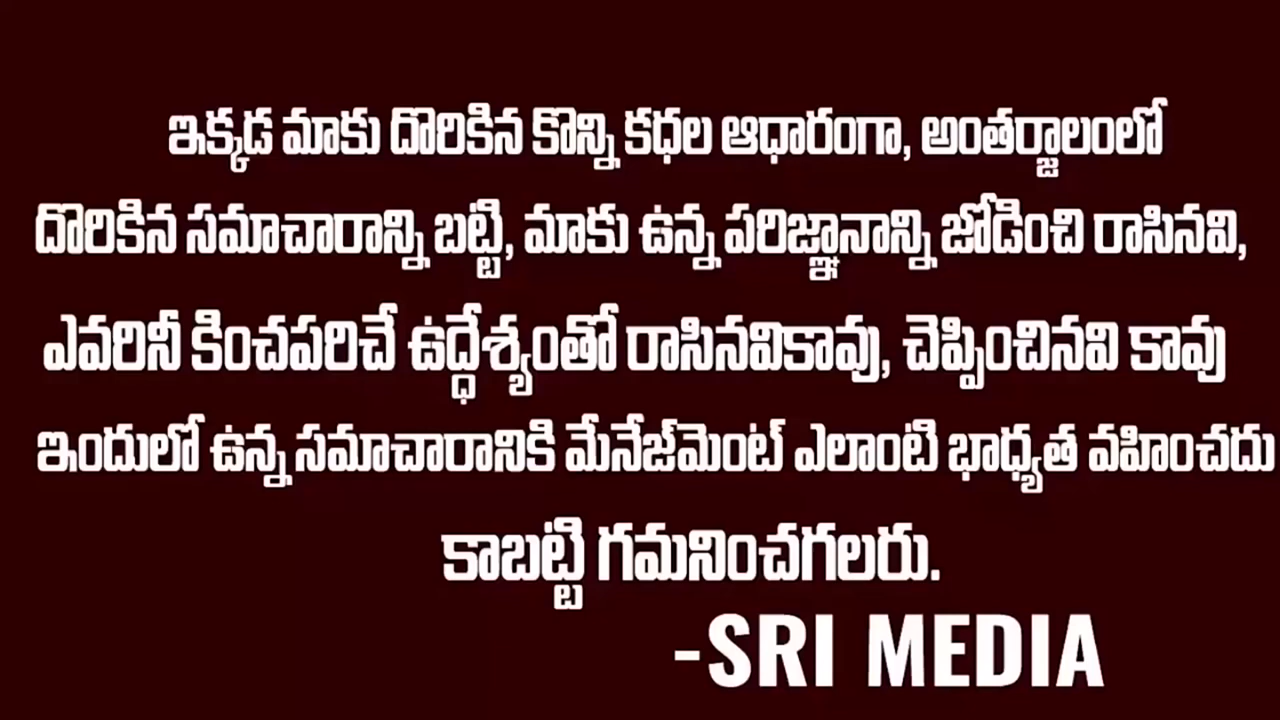 ఇక్కడ మాకు దొరికిన కొన్ని కధల ఆధారంగా, అంతర్జాలంలో
దొరికిన సమాచారాన్ని బట్టి, మాకు ఉన్న పరిజ్ఞానాన్ని జోడించి రాసినవి,
ఎవరినీ కించపరిచే ఉద్ధేశ్యంతో రాసినవికావు, చెప్పించినవి కావు
ఇందులో ఉన్న సమాచారానికి మేనేజ్‌మెంట్ ఎలాంటి భాధ్యత వహించదు
కాబట్టి గమనించగలరు.
-SRI MEDIA